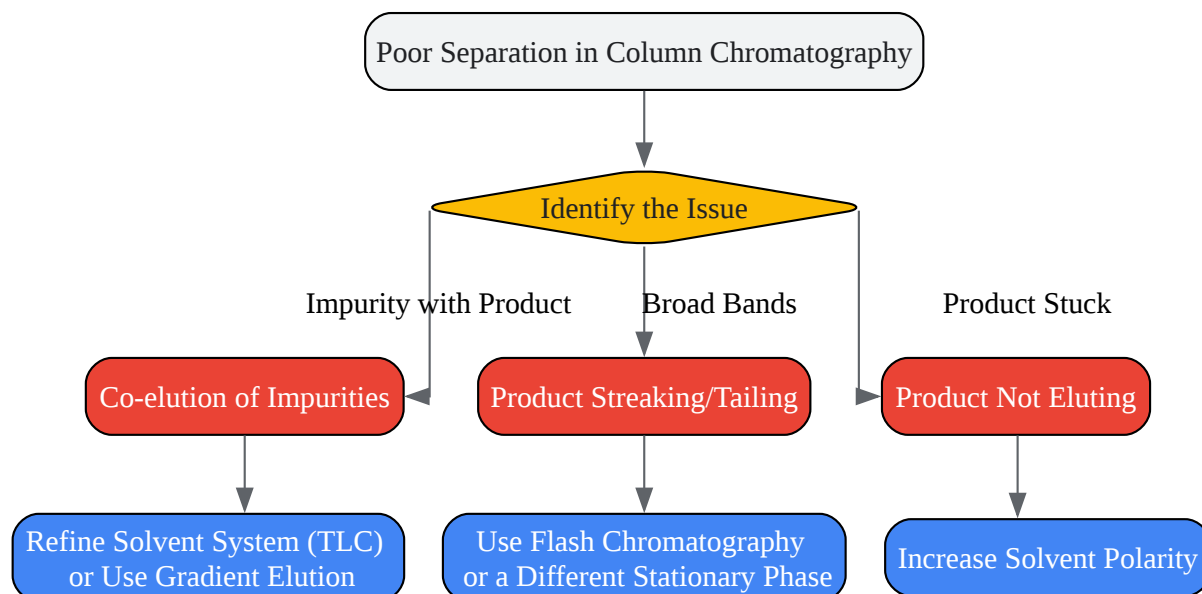 Poor Separation in Column Chromatography
Identify the Issue
Impurity with Product
Broad Bands
Product Stuck
Co-elution of Impurities
Product Streaking/Tailing
Product Not Eluting
Refine Solvent System (TLC)
or Use Gradient Elution
Use Flash Chromatography
or a Different Stationary Phase
Increase Solvent Polarity